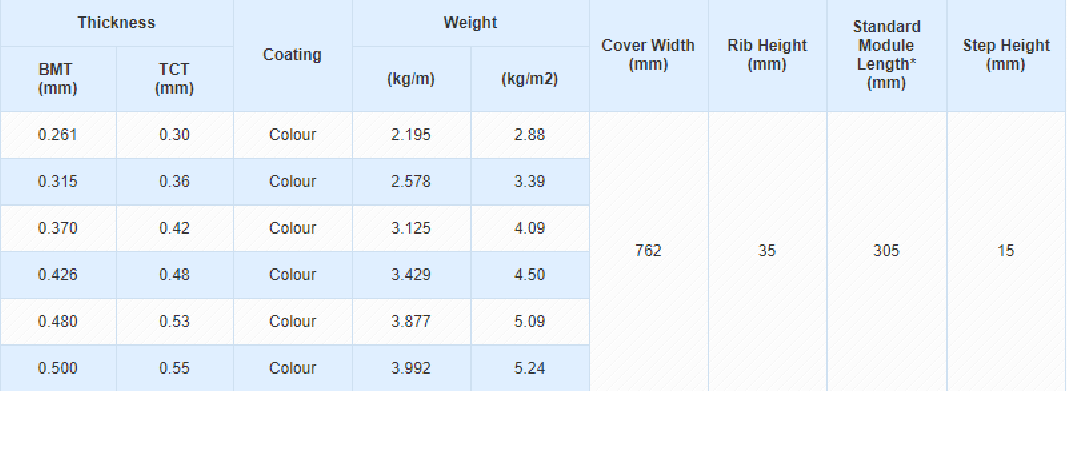 Thickness Coating Weight Cover Width (mm) Rib Height (mm) Standard Module Length* (mm) Step Height (mm)
BMT (mm) TCT (mm) (kg/m) (kg/m2)
0.261 0.30 Colour 2.195 2.88 762 35 305 15
0.315 0.36 Colour 2.578 3.39
0.370 0.42 Colour 3.125 4.09
0.426 0.48 Colour 3.429 4.50
0.480 0.53 Colour 3.877 5.09
0.500 0.55 Colour 3.992 5.24